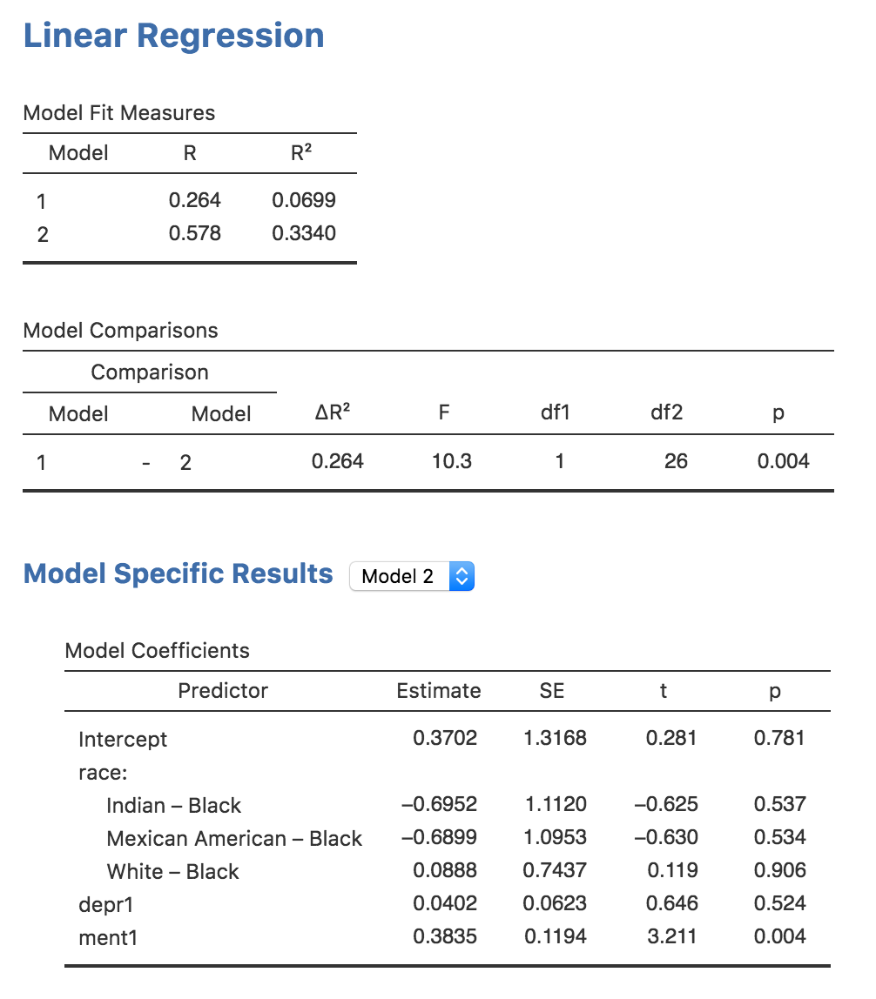 Linear Regression
Model Fit Measures
Model R R²
1 0.264 0.0699
2 0.578 0.3340
Model Comparisons
Comparison
Model Model ΔR² F df1 df2 p
1 - 2 0.264 10.3 1 26 0.004
Model Specific Results Model 2
Model Coefficients
Predictor Estimate SE t p
Intercept 0.3702 1.3168 0.281 0.781
race:
Indian – Black −0.6952 1.1120 −0.625 0.537
Mexican American – Black −0.6899 1.0953 −0.630 0.534
White – Black 0.0888 0.7437 0.119 0.906
depr1 0.0402 0.0623 0.646 0.524
ment1 0.3835 0.1194 3.211 0.004